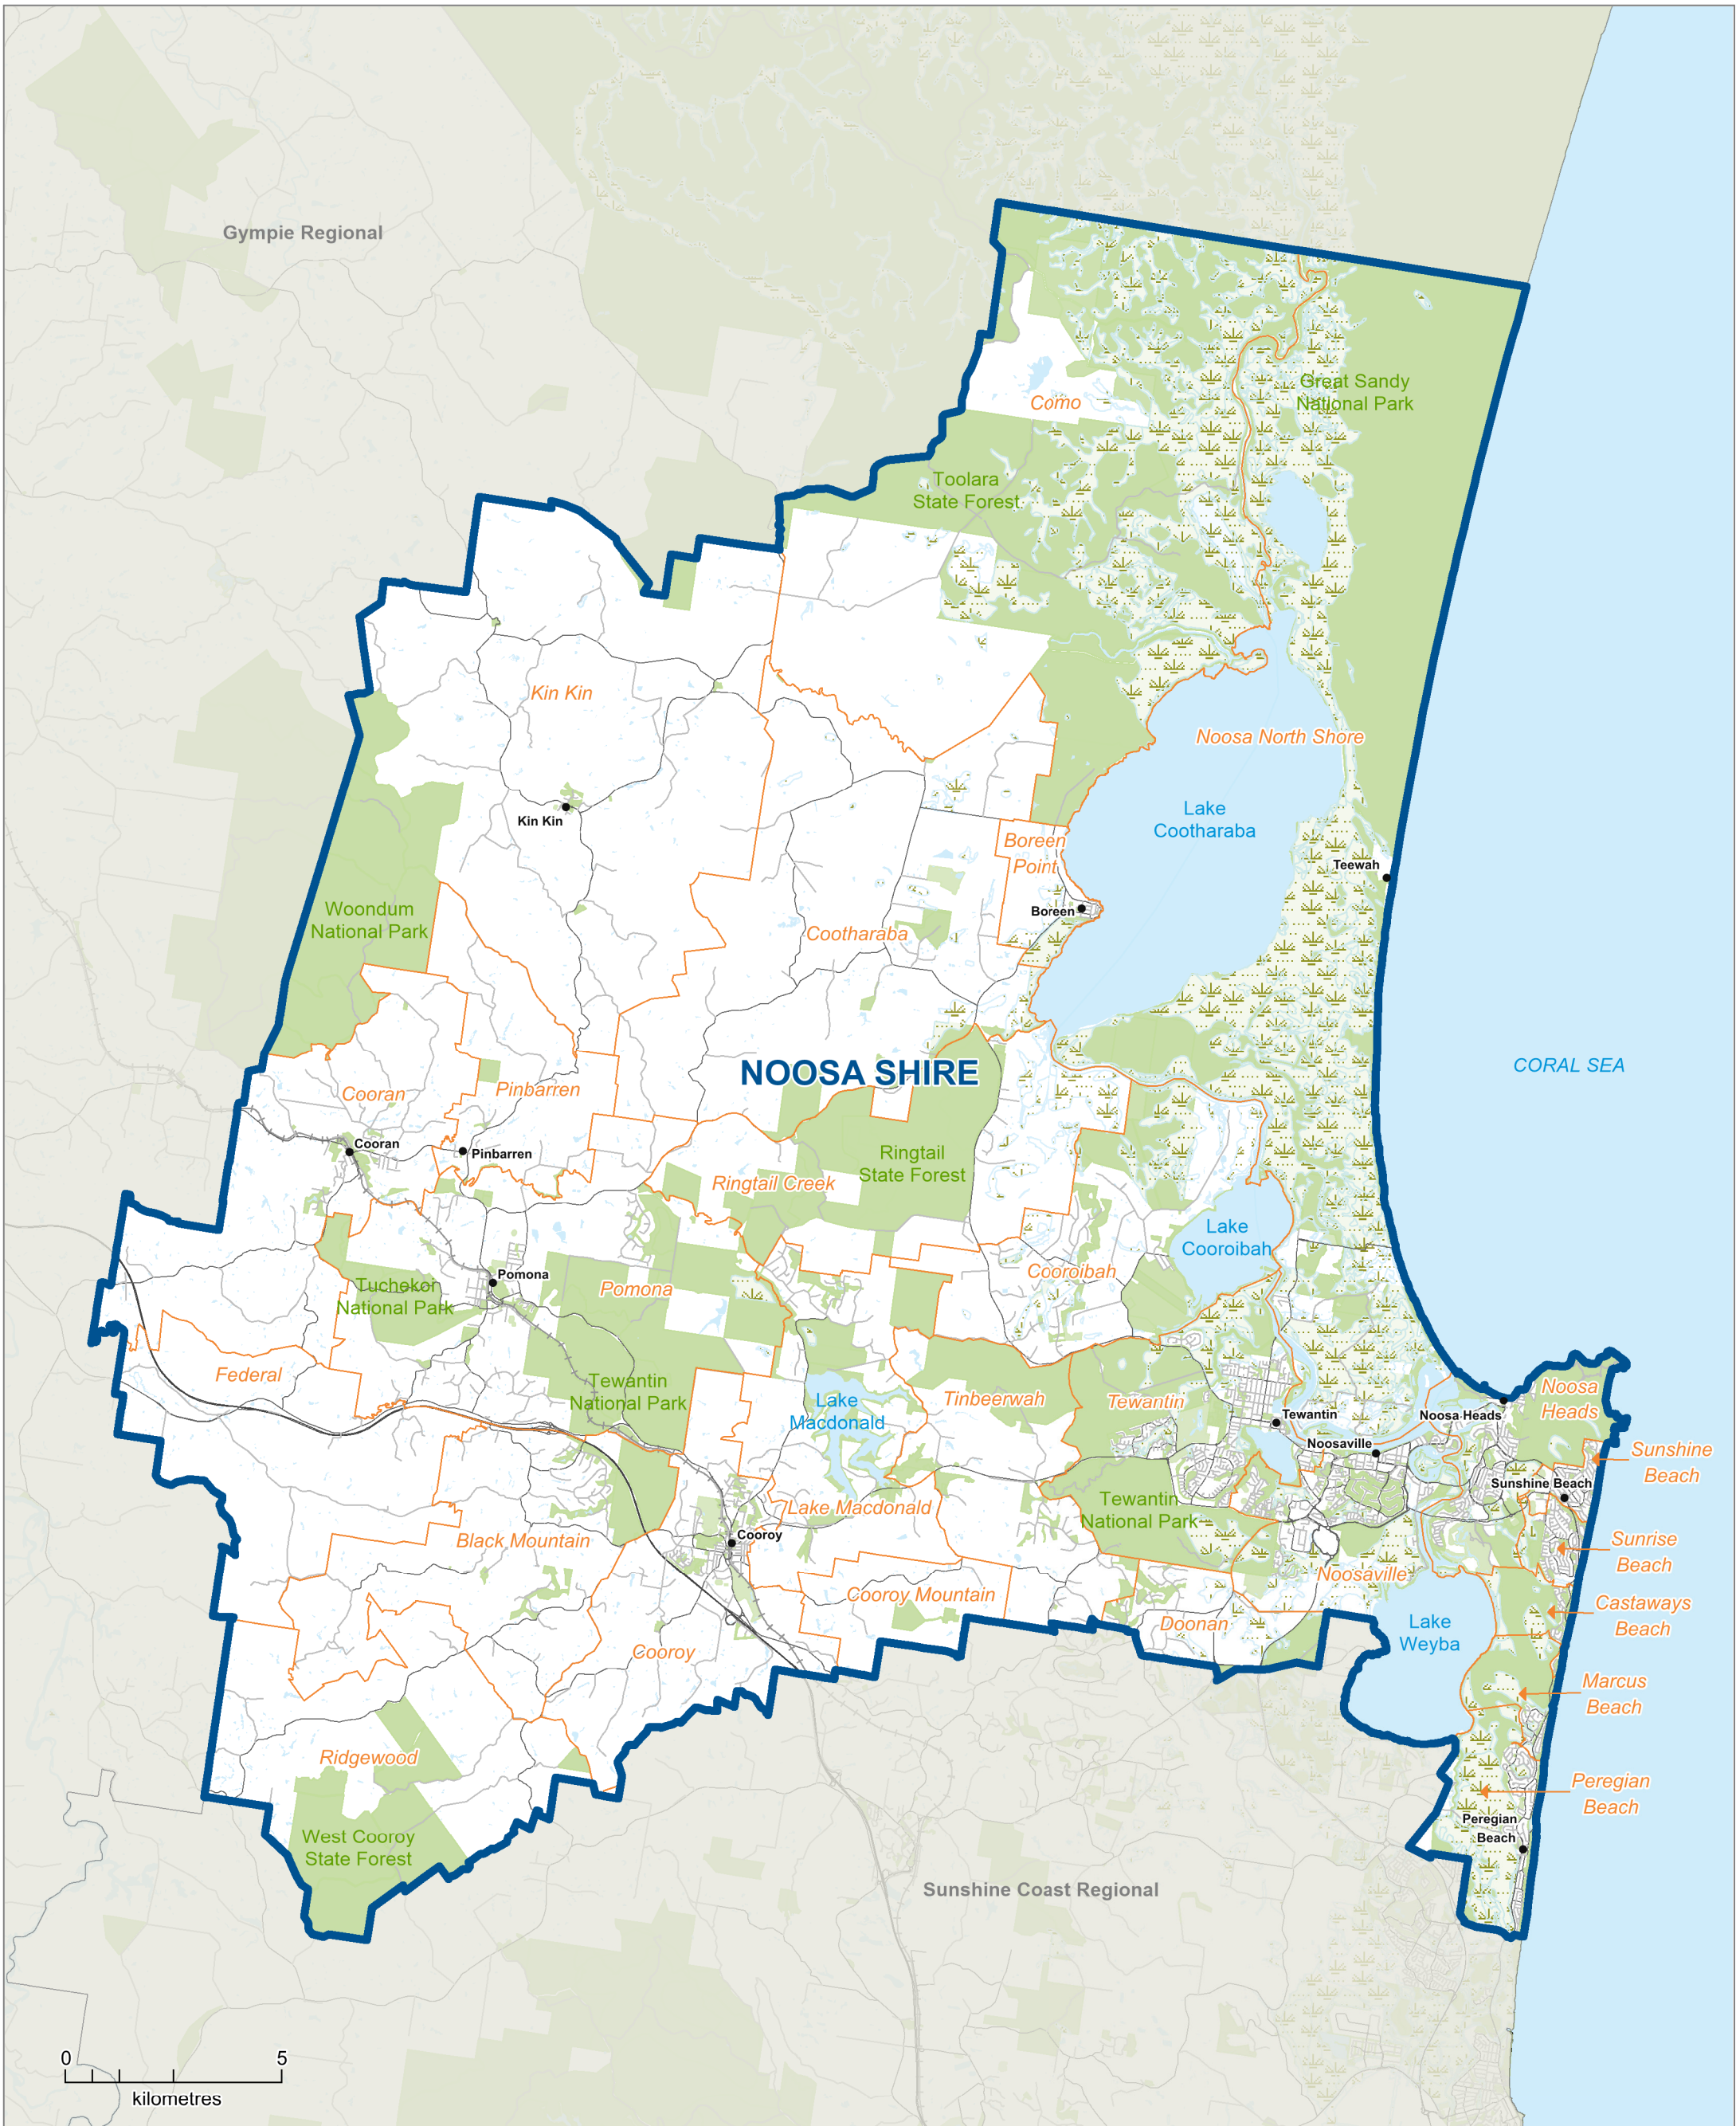 Gympie Regional
Great Sandy
National Park
Como
Toolara
State Forest
Kin Kin
Noosa North Shore
Kin Kin
Lake
Cootharaba
Boreen
Point
Teewah
Woondum
National Park
Boreen
Cootharaba
NOOSA SHIRE
CORAL SEA
Cooran
Pinbarren
Cooran
Pinbarren
Ringtail
State Forest
Ringtail Creek
Lake
Cooroibah
Cooroibah
Pomona
Tuchekoi
National Park
Pomona
Federal
Tewantin
National Park
Lake
Macdonald
Tinbeerwah
Tewantin
Tewantin
Noosa Heads
Noosa
Heads
Noosaville
Sunshine
Beach
Sunshine Beach
Tewantin
National Park
Lake Macdonald
Cooroy
Black Mountain
Sunrise
Beach
Noosaville
Cooroy Mountain
Castaways
Beach
Doonan
Lake
Weyba
Cooroy
Marcus
Beach
Ridgewood
Peregian
Beach
Peregian
Beach
West Cooroy
State Forest
Sunshine Coast Regional
0 5
kilometres